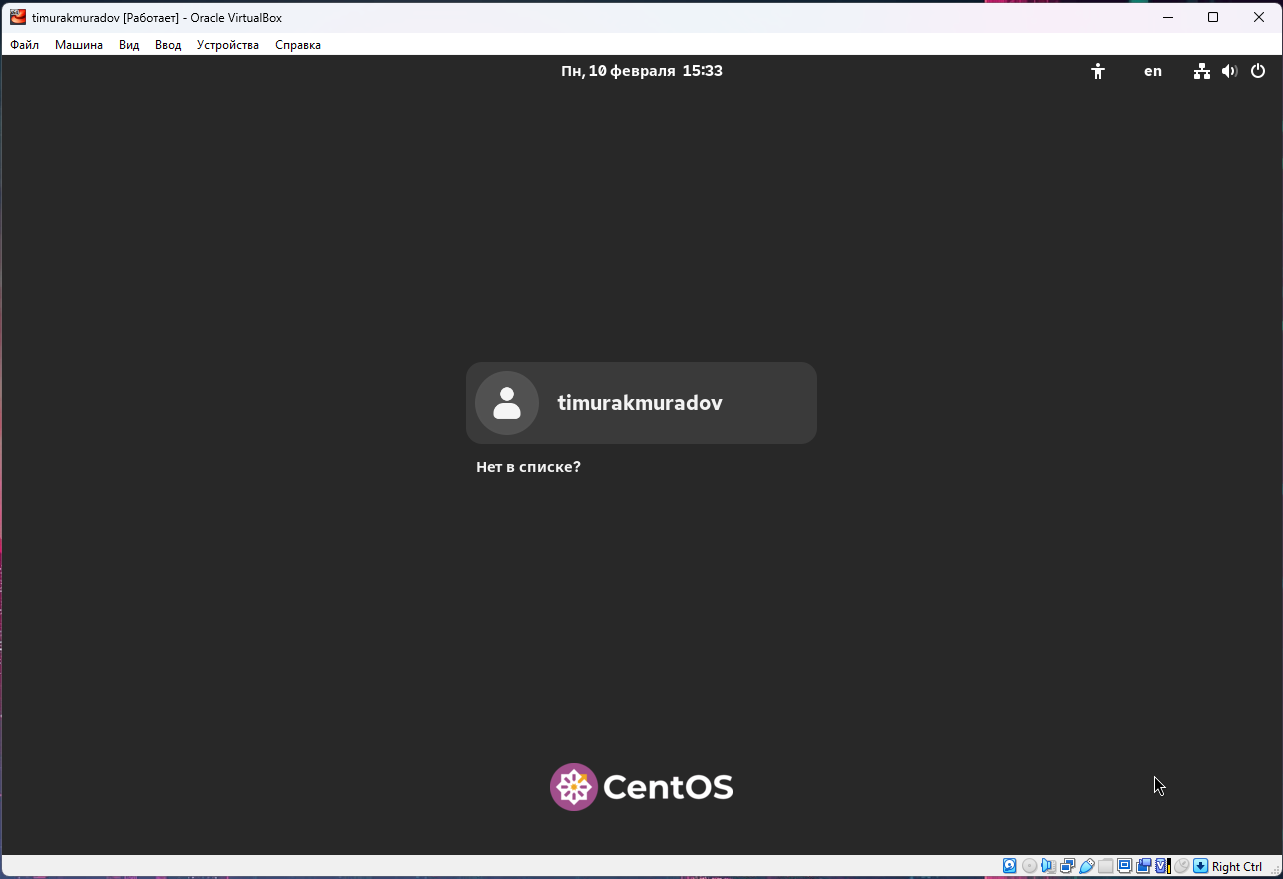 timurakmuradov [Работает] - Oracle VirtualBox
Файл Машина Вид Ввод Устройства Справка
Пн, 10 февраля 15:33 en
timurakmuradov
Нет в списке?
CentOS
Right Ctrl